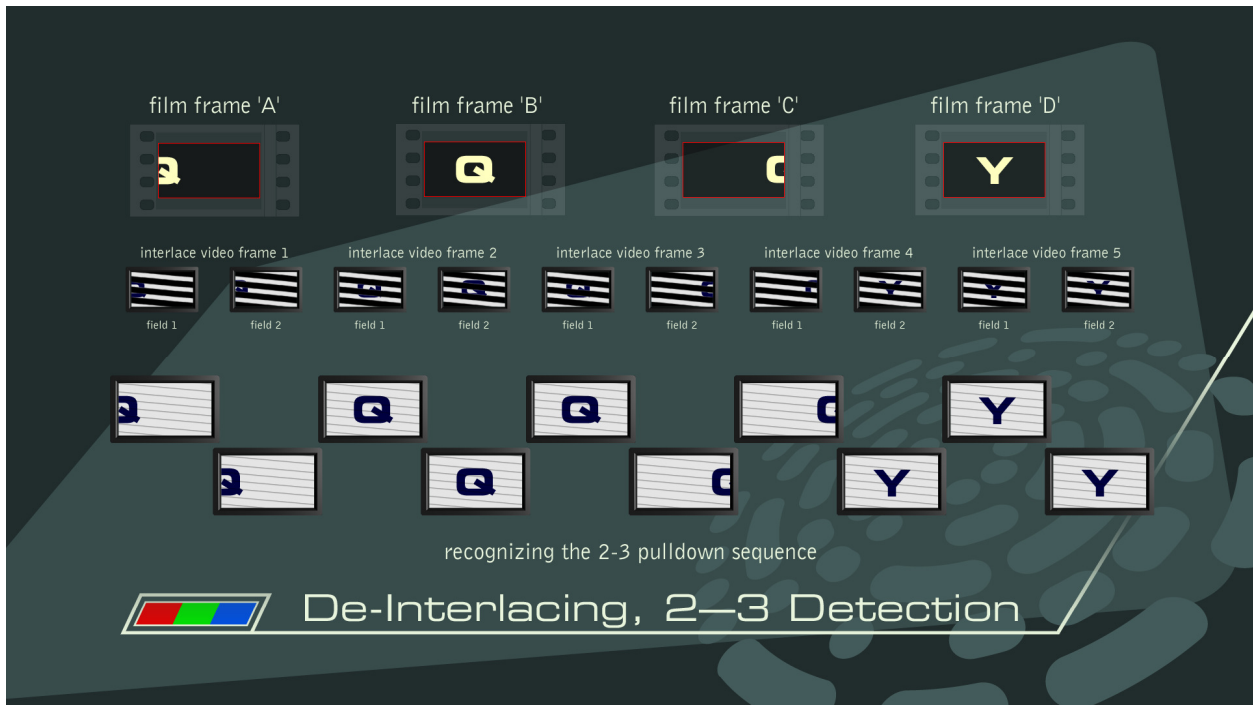 film frame 'A' film frame 'B' film frame 'C' film frame 'D'
Q Q Q Y
interlace video frame 1 interlace video frame 2 interlace video frame 3 interlace video frame 4 interlace video frame 5
field 1 field 2 field 1 field 2 field 1 field 2 field 1 field 2 field 1 field 2
Q Q Q Q Y
Q Q Q Y Y
recognizing the 2-3 pulldown sequence
De-Interlacing, 2—3 Detection